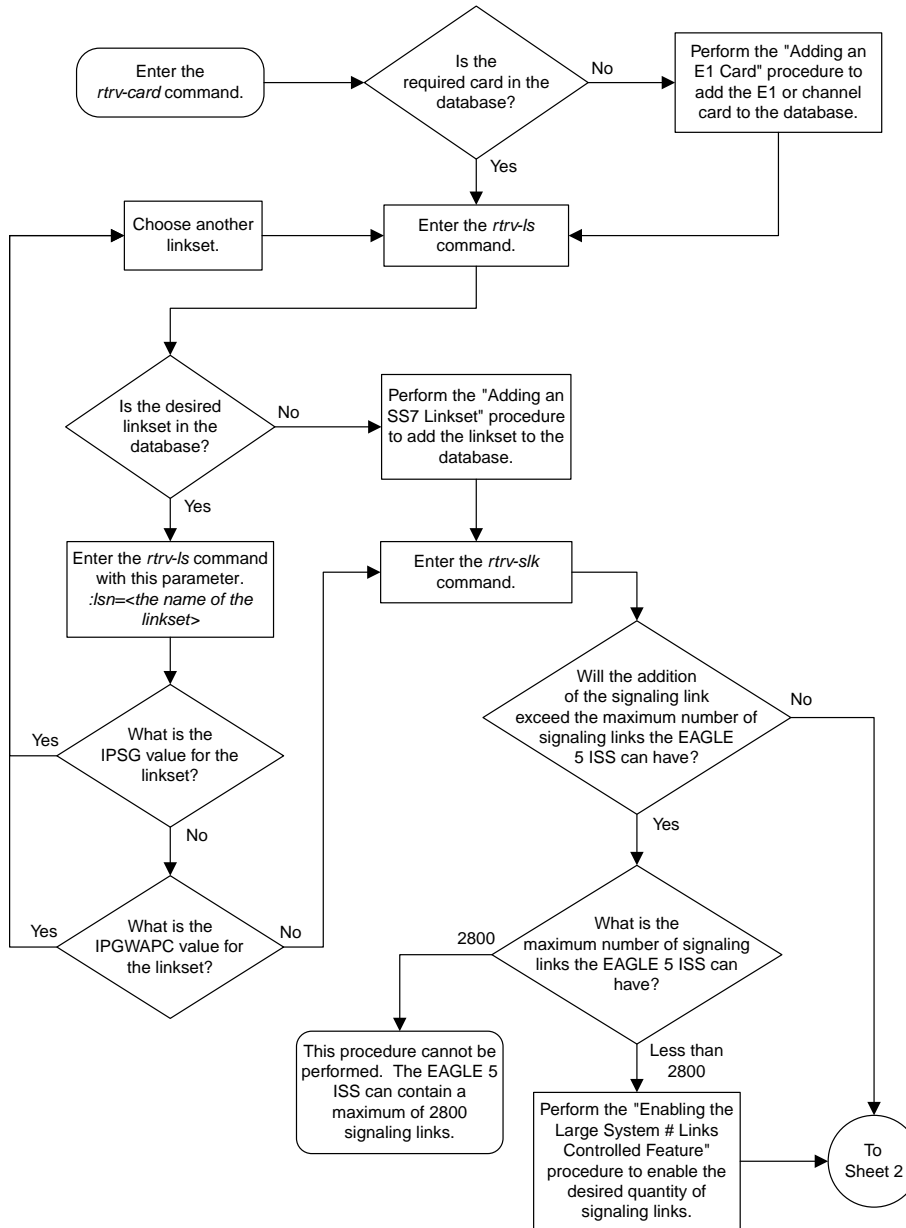 Enter the
rtrv-card command.
Is the
required card in the
database?
No
Perform the "Adding an
E1 Card" procedure to
add the E1 or channel
card to the database.
Yes
Choose another
linkset.
Enter the rtrv-ls
command.
Is the desired
linkset in the
database?
No
Perform the "Adding an
SS7 Linkset" procedure
to add the linkset to the
database.
Yes
Enter the rtrv-ls command
with this parameter.
:lsn=<the name of the
linkset>
Enter the rtrv-slk
command.
What is the
IPSG value for the
linkset?
Yes
No
What is the
IPGWAPC value for
the linkset?
Yes
No
Will the addition
of the signaling link
exceed the maximum number of
signaling links the EAGLE
5 ISS can have?
No
Yes
What is the
maximum number of signaling
links the EAGLE 5 ISS can
have?
2800
Less than
2800
This procedure cannot be
performed. The EAGLE 5
ISS can contain a
maximum of 2800
signaling links.
Perform the "Enabling the
Large System # Links
Controlled Feature"
procedure to enable the
desired quantity of
signaling links.
To
Sheet 2